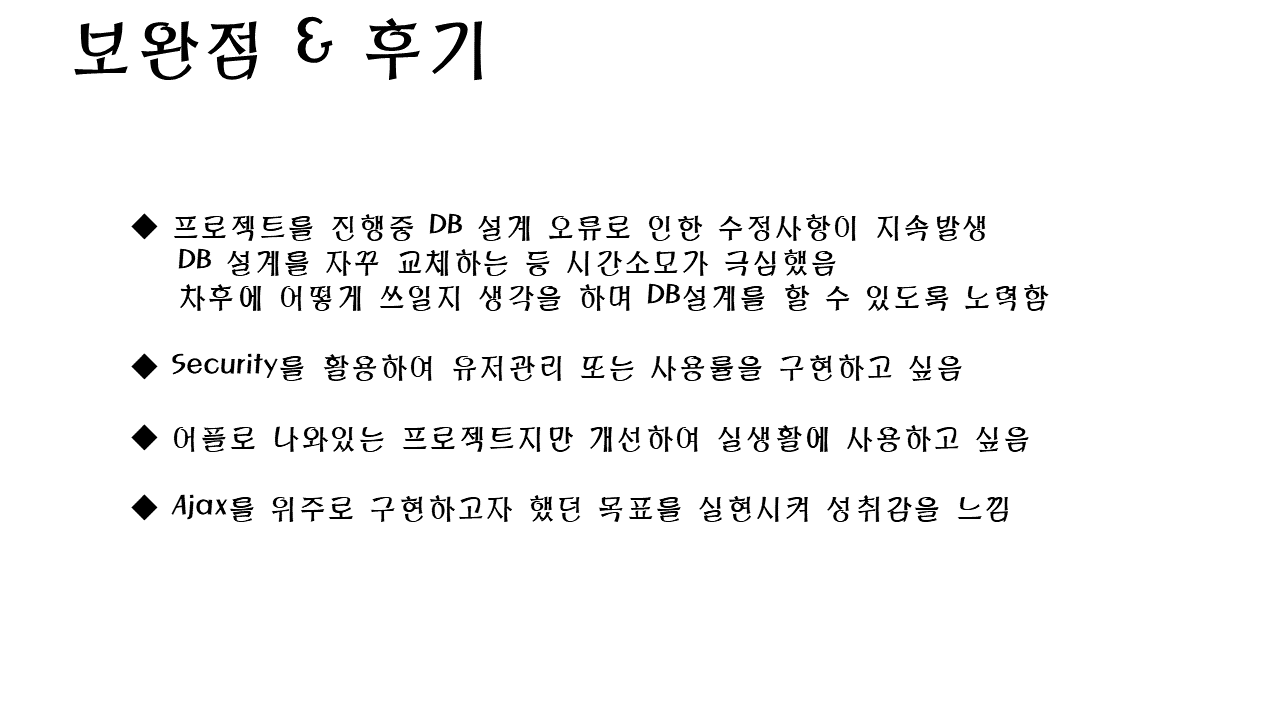 보완점 & 후기
◆ 프로젝트를 진행중 DB 설계 오류로 인한 수정사항이 지속발생
DB 설계를 자꾸 교체하는 등 시간소모가 극심했음
차후에 어떻게 쓰일지 생각을 하며 DB설계를 할 수 있도록 노력함
◆ Security를 활용하여 유저관리 또는 사용률을 구현하고 싶음
◆ 어플로 나와있는 프로젝트지만 개선하여 실생활에 사용하고 싶음
◆ Ajax를 위주로 구현하고자 했던 목표를 실현시켜 성취감을 느낌